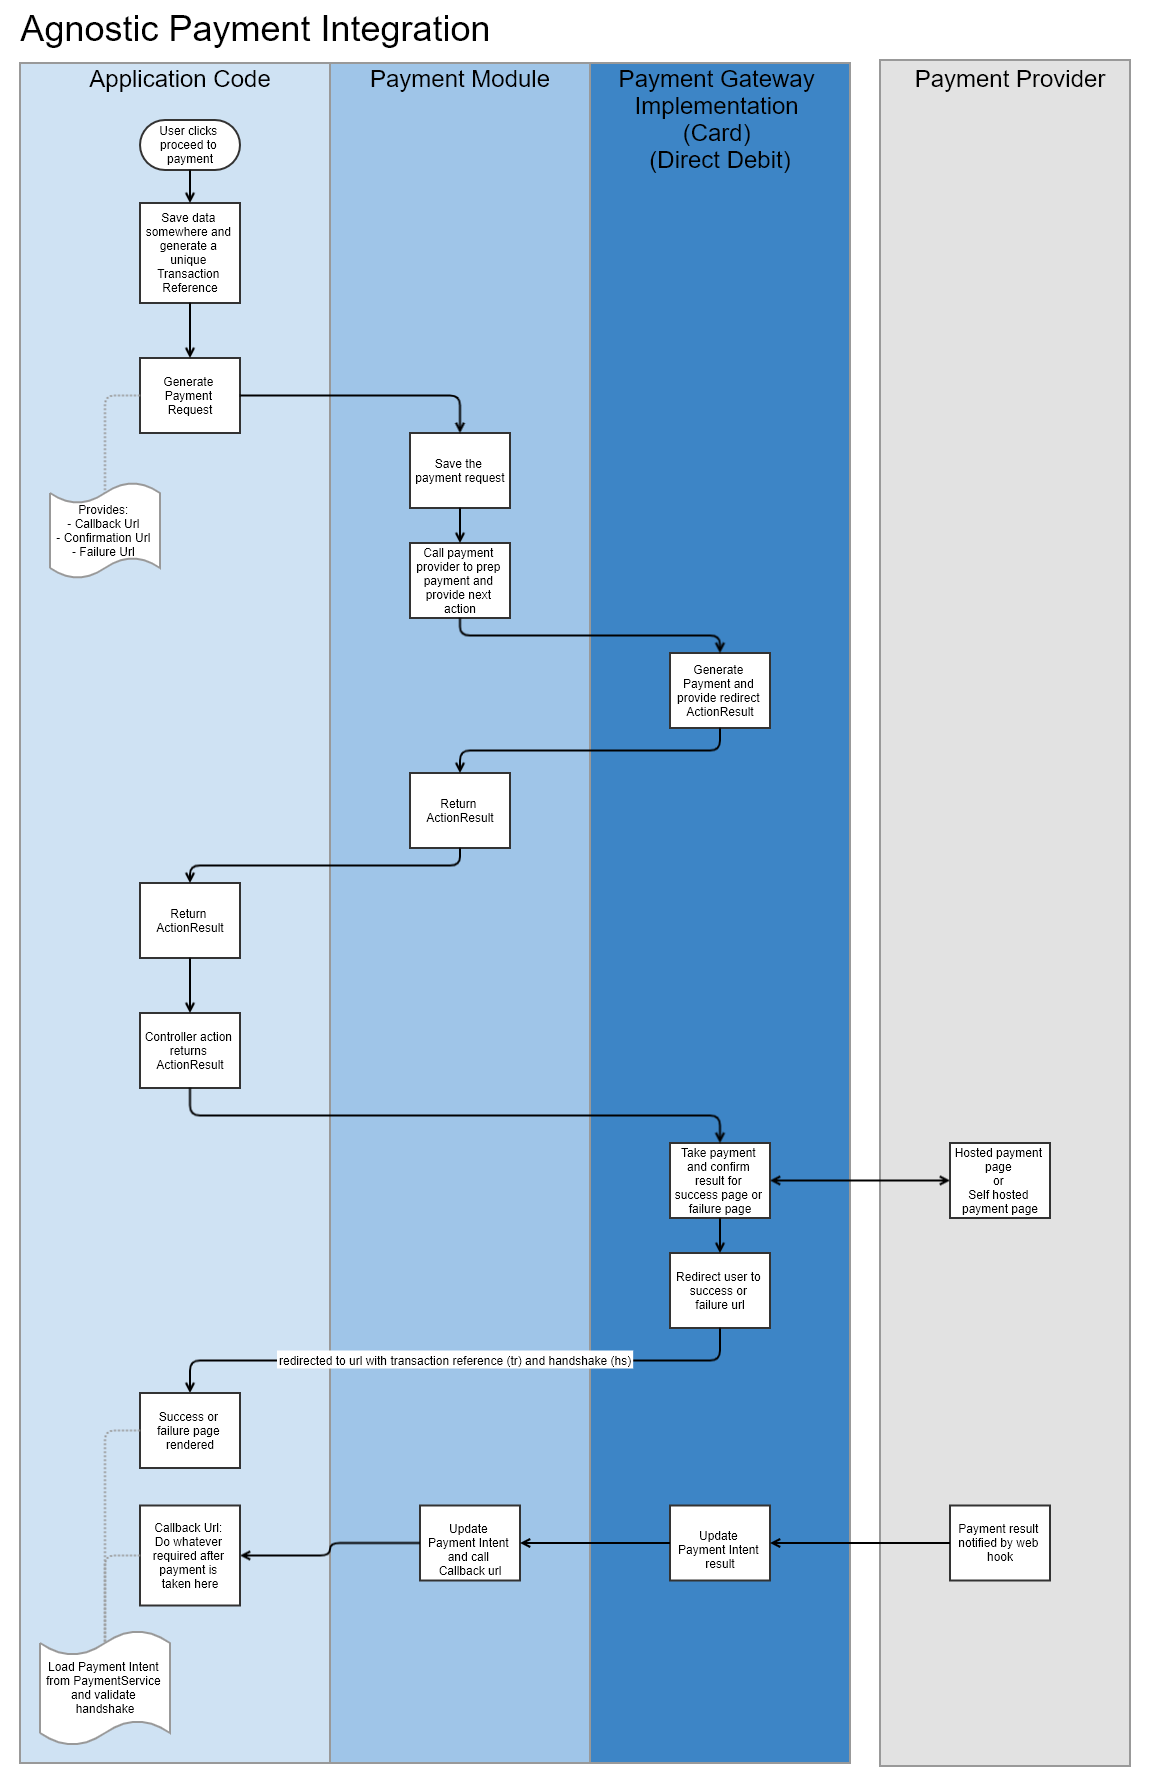 Agnostic Payment Integration
Application Code
Payment Module
Payment Gateway
Implementation
(Card)
(Direct Debit)
Payment Provider
User clicks
proceed to
payment
Save data
somewhere and
generate a
unique
Transaction
Reference
Generate
Payment
Request
Provides:
- Callback Url
- Confirmation Url
- Failure Url
Save the
payment request
Call payment
provider to prep
payment and
provide next
action
Generate
Payment and
provide redirect
ActionResult
Return
ActionResult
Return
ActionResult
Controller action
returns
ActionResult
Take payment
and confirm
result for
success page or
failure page
Hosted payment
page
or
Self hosted
payment page
Redirect user to
success or
failure url
redirected to url with transaction reference (tr) and handshake (hs)
Success or
failure page
rendered
Callback Url:
Do whatever
required after
payment is
taken here
Update
Payment Intent
and call
Callback url
Update
Payment Intent
result
Payment result
notified by web
hook
Load Payment Intent
from PaymentService
and validate
handshake